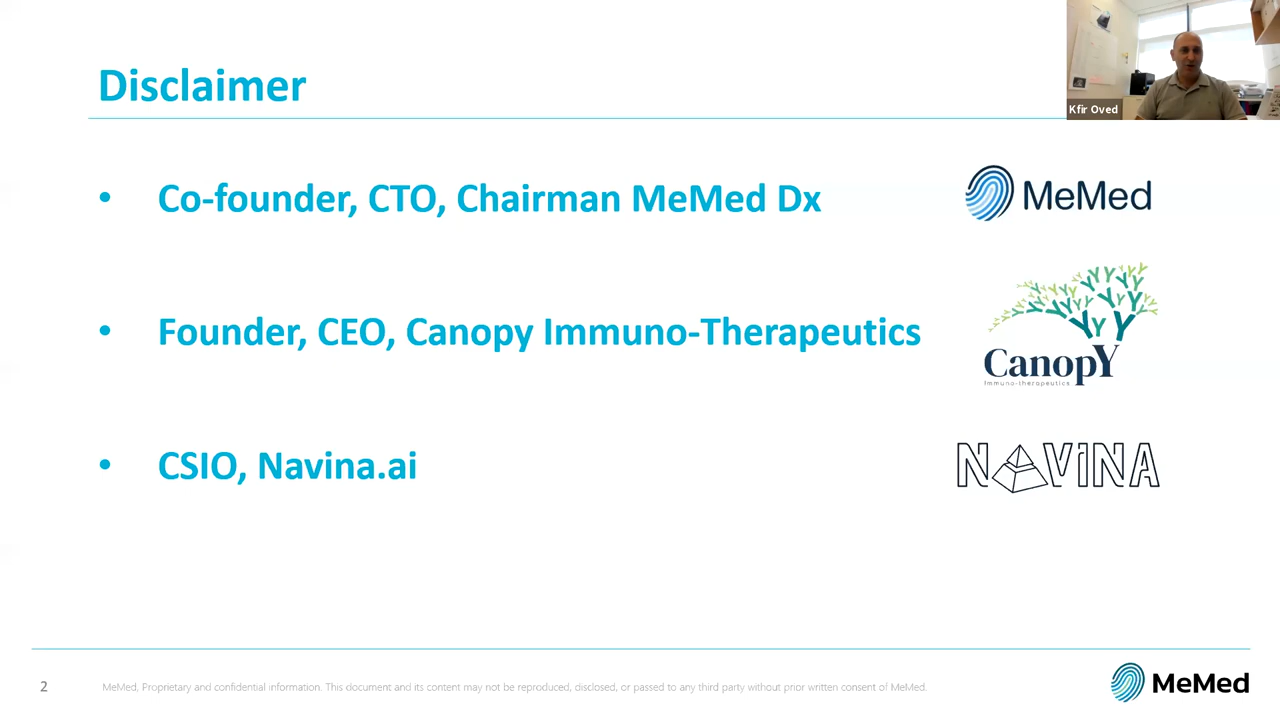 Disclaimer
Kfir Oved
• Co-founder, CTO, Chairman MeMed Dx
MeMed
• Founder, CEO, Canopy Immuno-Therapeutics
CanopY
Immuno-therapeutics
• CSIO, Navina.ai
NAViNA
2
MeMed, Proprietary and confidential information. This document and its content may not be reproduced, disclosed, or passed to any third party without prior written consent of MeMed.
MeMed